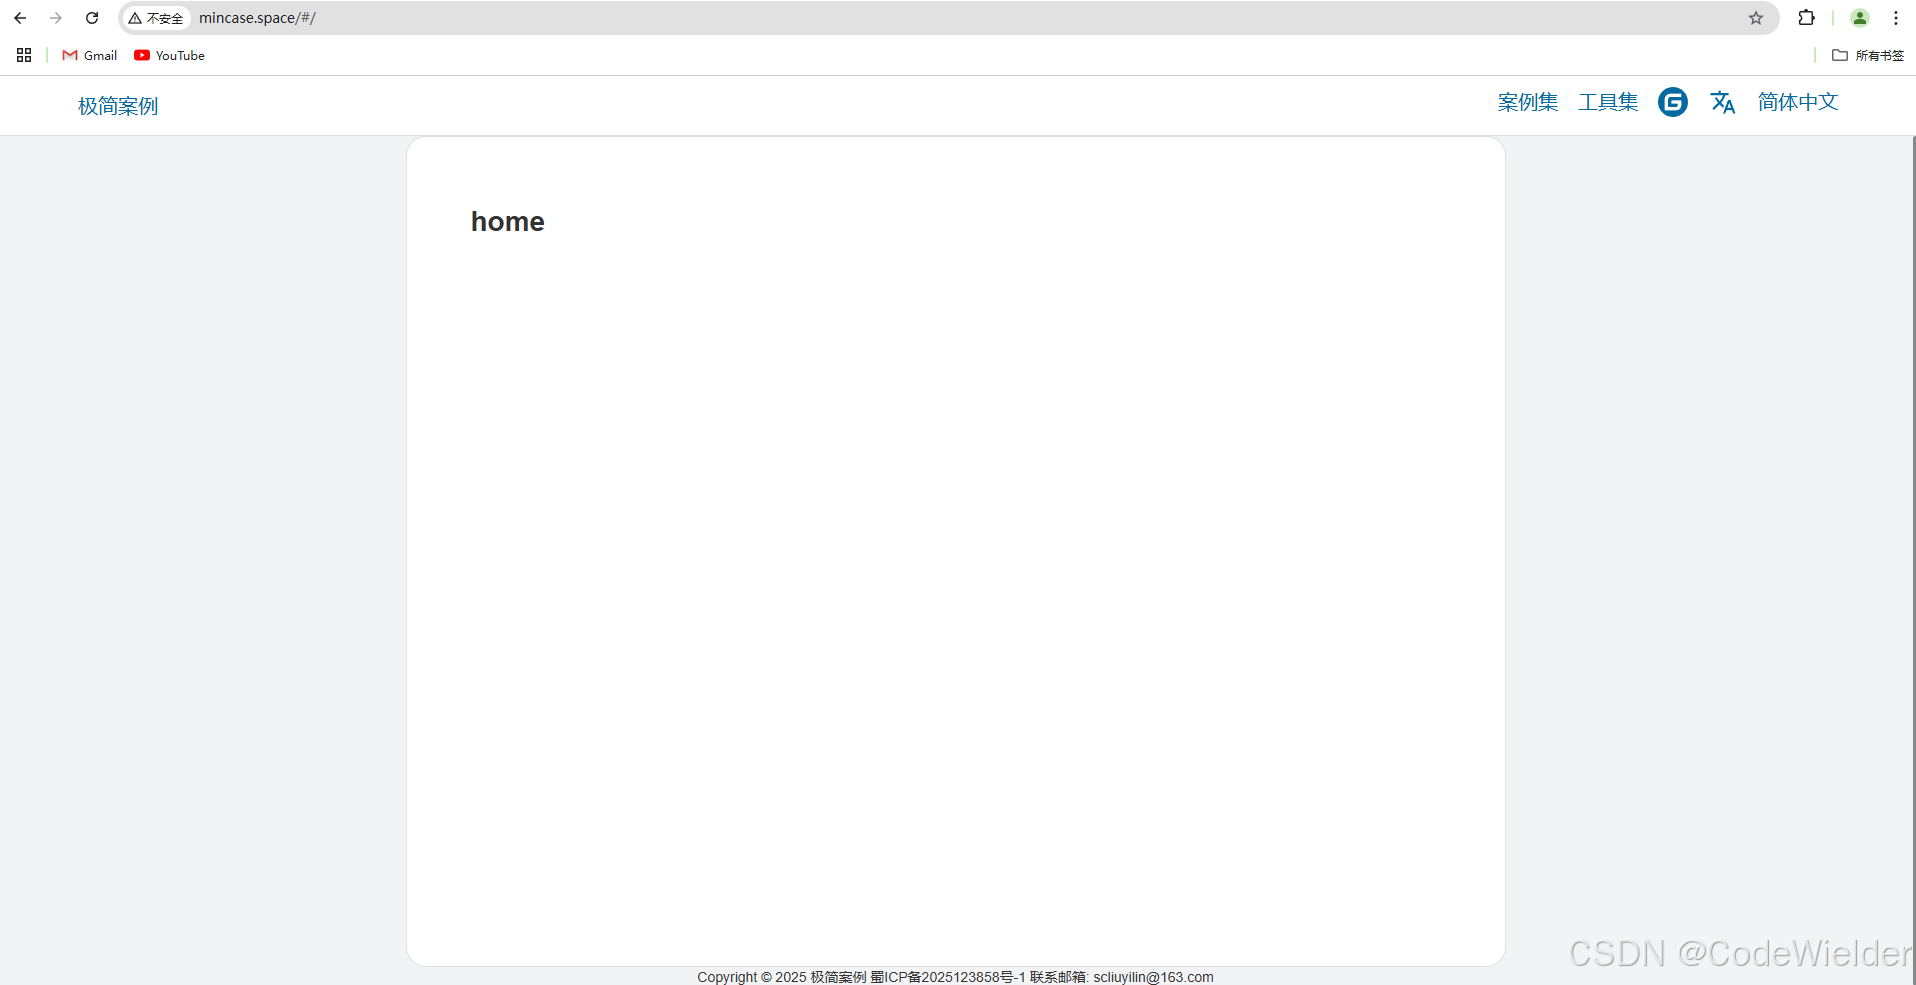 不安全 mincase.space/#/
Gmail YouTube 所有书签
极简案例 案例集 工具集 简体中文
home
CSDN @CodeWielder
Copyright © 2025 极简案例 蜀ICP备2025123858号-1 联系邮箱: scliuyilin@163.com